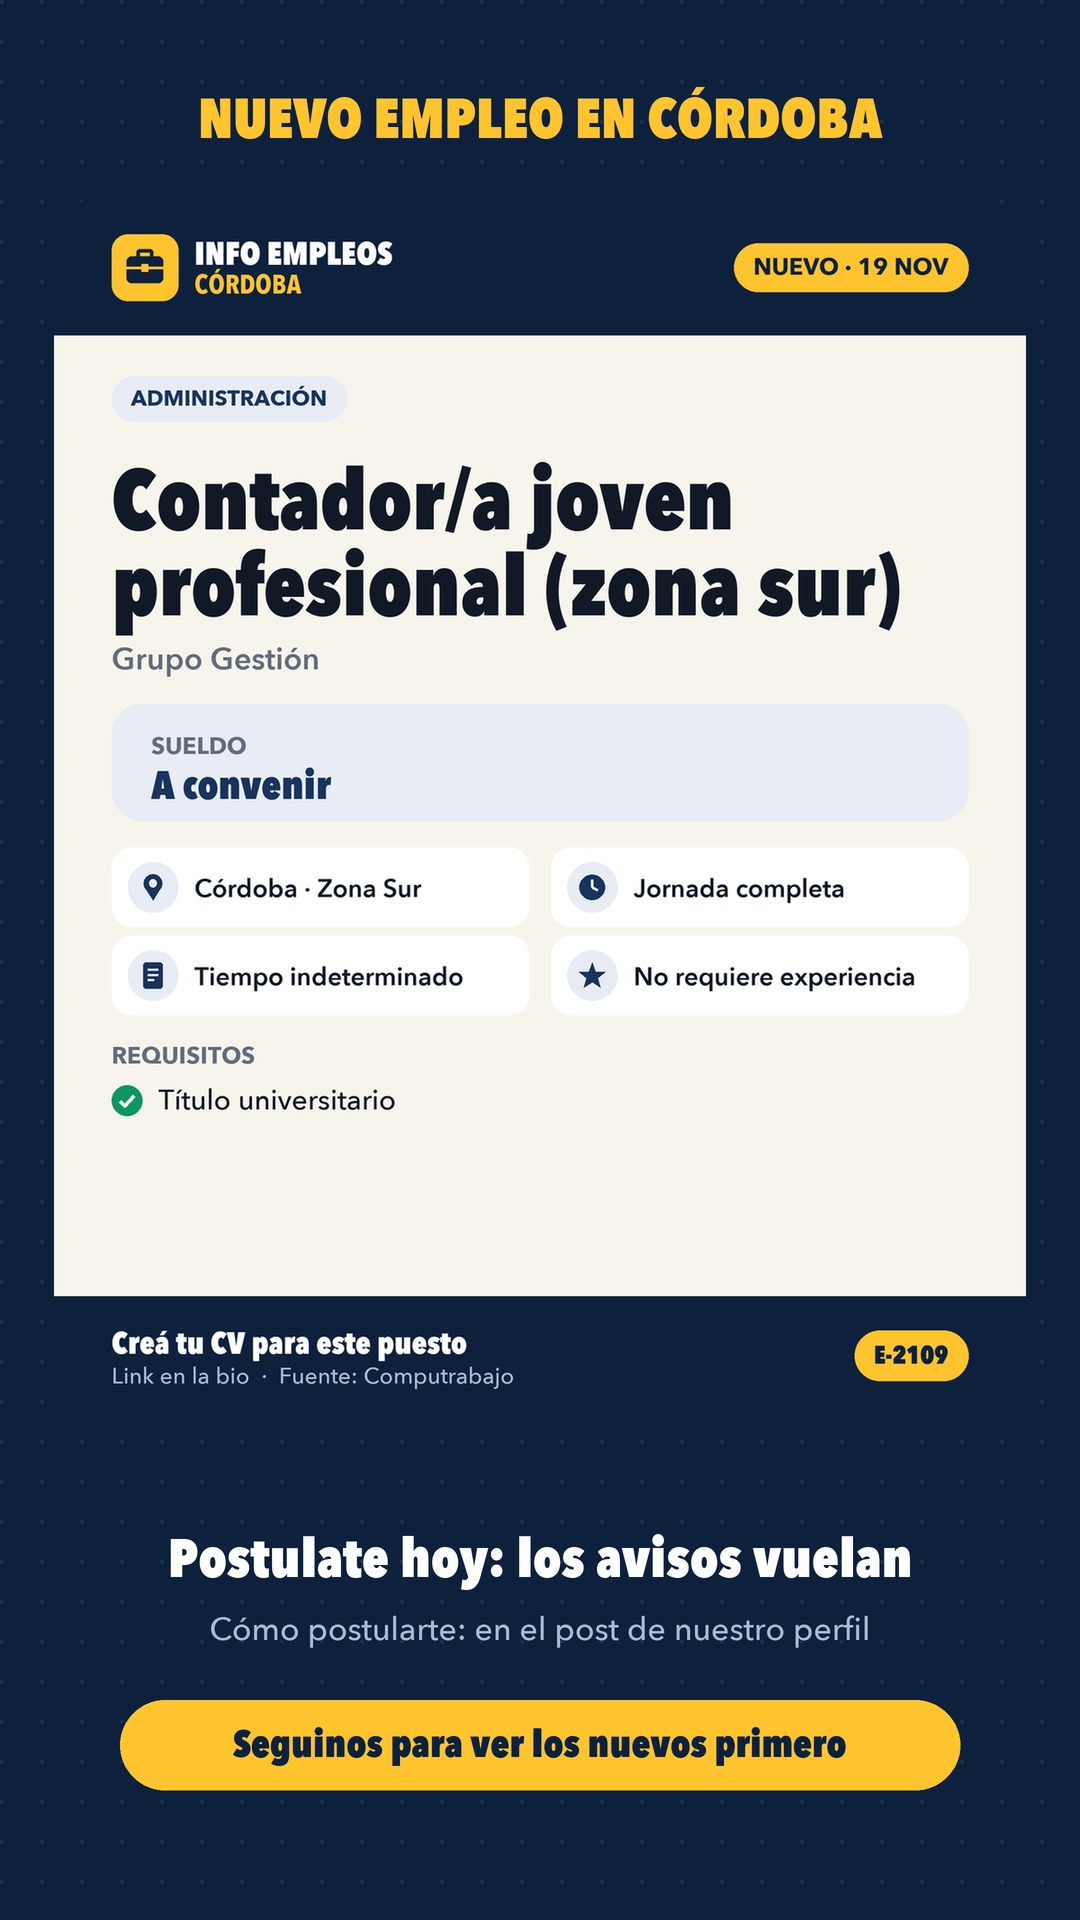 NUEVO EMPLEO EN CÓRDOBA
INFO EMPLEOS
CÓRDOBA
NUEVO · 19 NOV
ADMINISTRACIÓN
Contador/a joven
profesional (zona sur)
Grupo Gestión
SUELDO
A convenir
Córdoba · Zona Sur
Jornada completa
Tiempo indeterminado
No requiere experiencia
REQUISITOS
Título universitario
Creá tu CV para este puesto
Link en la bio · Fuente: Computrabajo
E-2109
Postulate hoy: los avisos vuelan
Cómo postularte: en el post de nuestro perfil
Seguinos para ver los nuevos primero